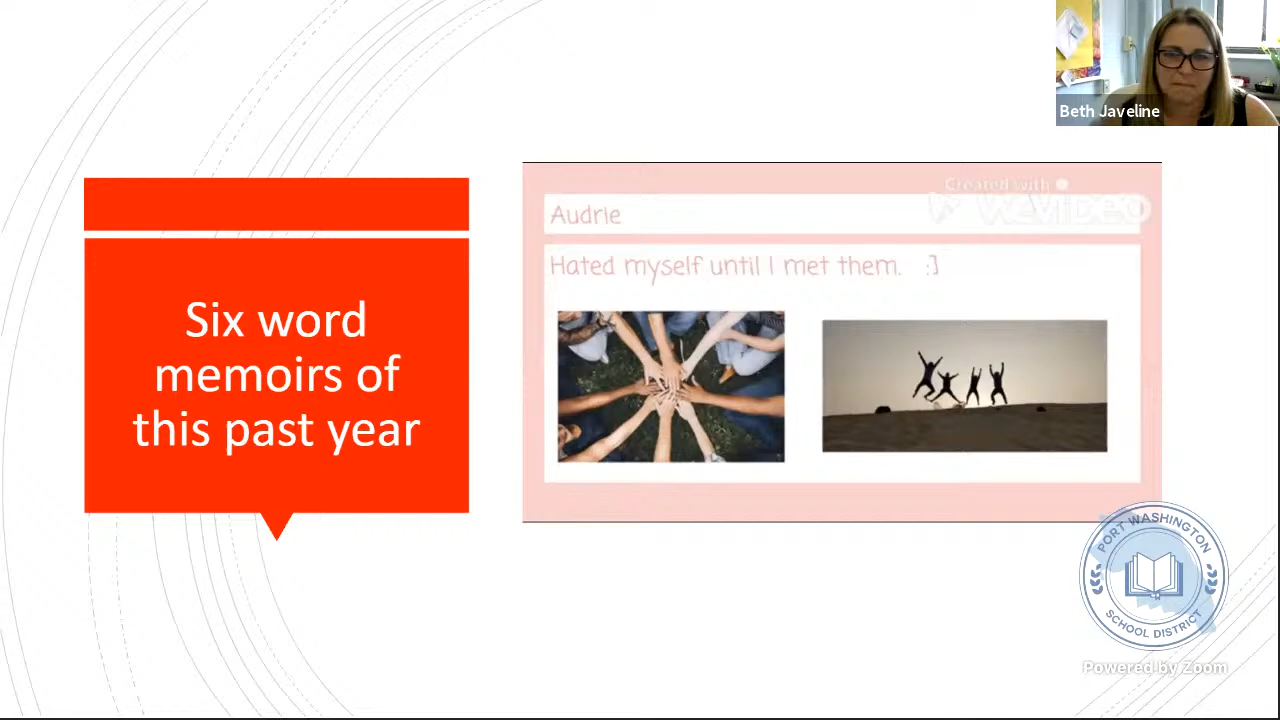 Beth Javeline
Six word
memoirs of
this past year
Created with
WeVideo
Audrie
Hated myself until I met them.   :]
PORT WASHINGTON
SCHOOL DISTRICT
Powered by Zoom